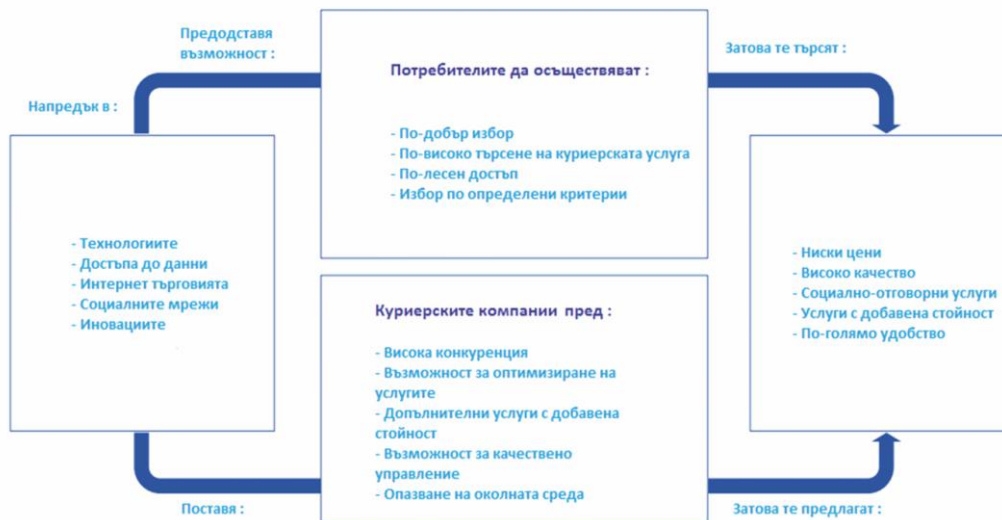 Предодставя
възможност :
Затова те търсят :
Потребителите да осъществяват :
Напредък в :
- По-добър избор
- По-високо търсене на куриерската услуга
- По-лесен достъп
- Избор по определени критерии
- Технологиите
- Достъпа до данни
- Интернет търговията
- Социалните мрежи
- Иновациите
- Ниски цени
- Високо качество
- Социално-отговорни услуги
- Услуги с добавена стойност
- По-голямо удобство
Куриерските компании пред :
- Висока конкуренция
- Възможност за оптимизиране на
услугите
- Допълнителни услуги с добавена
стойност
- Възможност за качествено
управление
- Опазване на околната среда
Поставя :
Затова те предлагат :